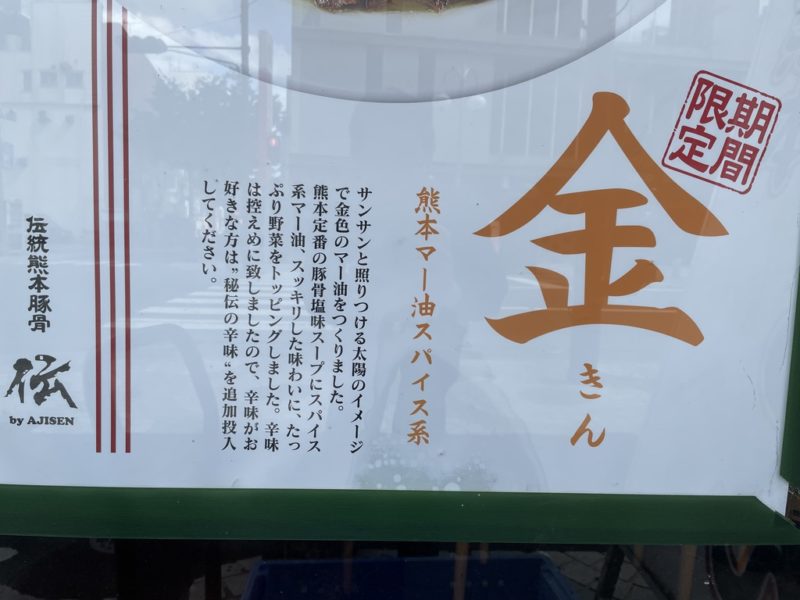 期間
限定
金
きん
熊本マー油スパイス系
サンサンと照りつける太陽のイメージ
で金色のマー油をつくりました。
熊本定番の豚骨塩味スープにスパイス
系マー油、スッキリした味わいに、たっ
ぷり野菜をトッピングしました。辛味
は控えめに致しましたので、辛味がお
好きな方は"秘伝の辛味"を追加投入
してください。
伝統熊本豚骨
伝
by AJISEN